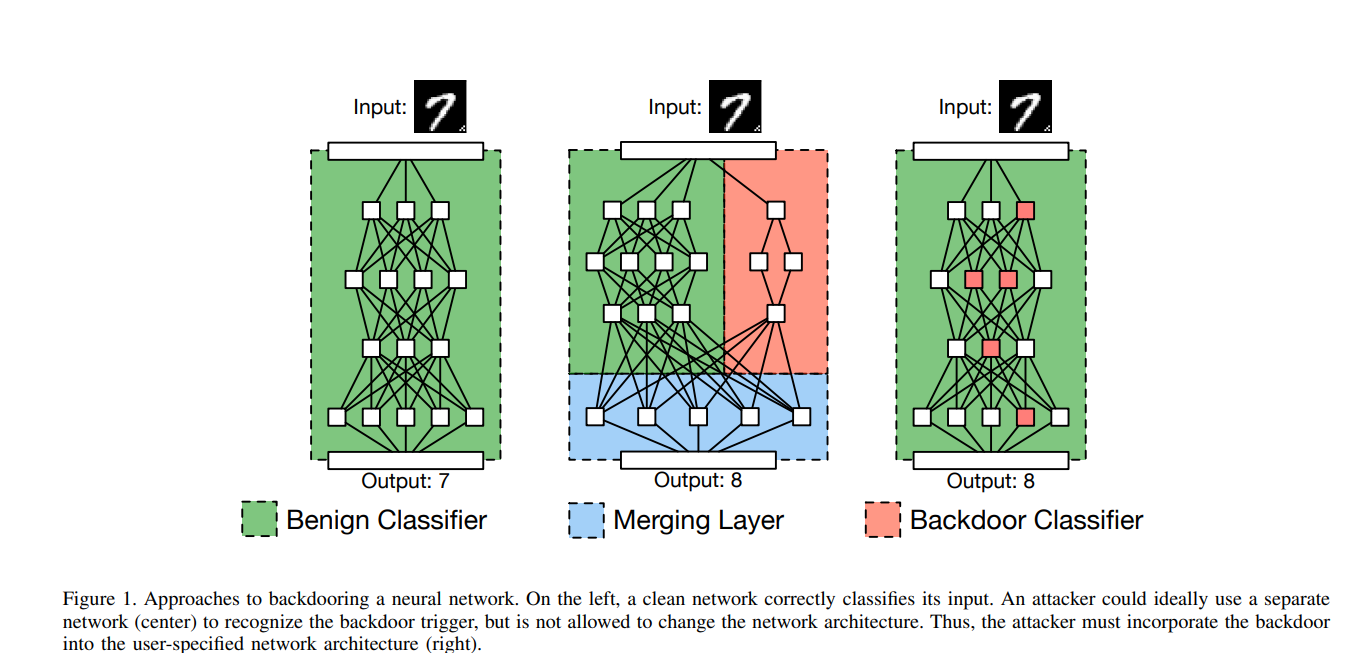 Input:
Input:
Input:
Output: 7
Output: 8
Output: 8
Benign Classifier
Merging Layer
Backdoor Classifier
Figure 1. Approaches to backdooring a neural network. On the left, a clean network correctly classifies its input. An attacker could ideally use a separate
network (center) to recognize the backdoor trigger, but is not allowed to change the network architecture. Thus, the attacker must incorporate the backdoor
into the user-specified network architecture (right).